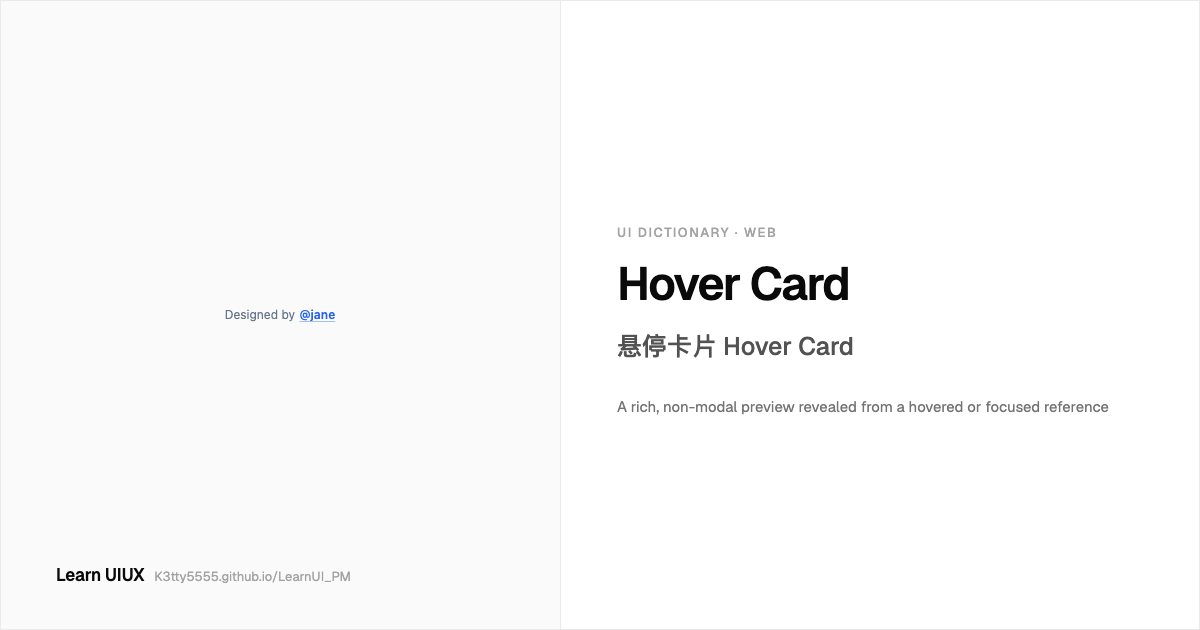 Designed by @jane
Learn UIUX K3tty5555.github.io/LearnUI_PM
UI DICTIONARY · WEB
Hover Card
悬停卡片 Hover Card
A rich, non-modal preview revealed from a hovered or focused reference